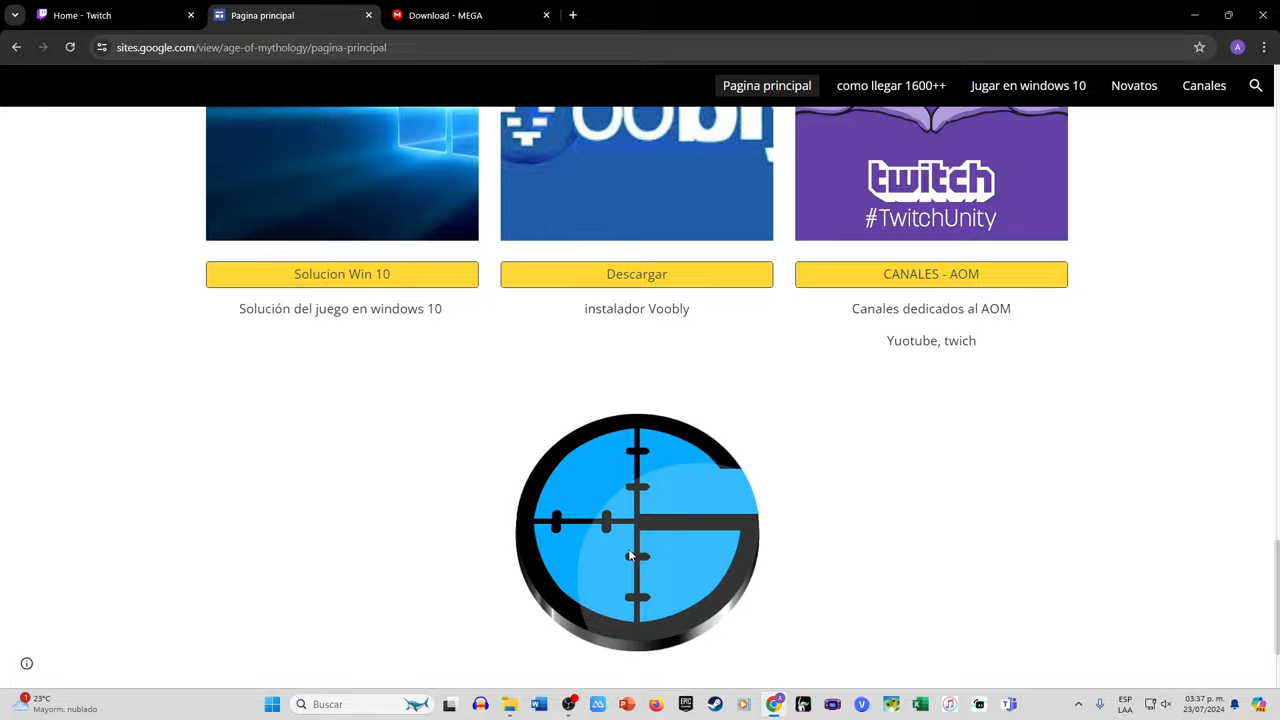 Home - Twitch
Pagina principal
Download - MEGA
sites.google.com/view/age-of-mythology/pagina-principal
A
Pagina principal
como llegar 1600++
Jugar en windows 10
Novatos
Canales
twitch
#TwitchUnity
Solucion Win 10
Descargar
CANALES - AOM
Solución del juego en windows 10
instalador Voobly
Canales dedicados al AOM
Yuotube, twich
1
23°C
Mayorm. nublado
Buscar
ESP
LAA
03:37 p. m.
23/07/2024